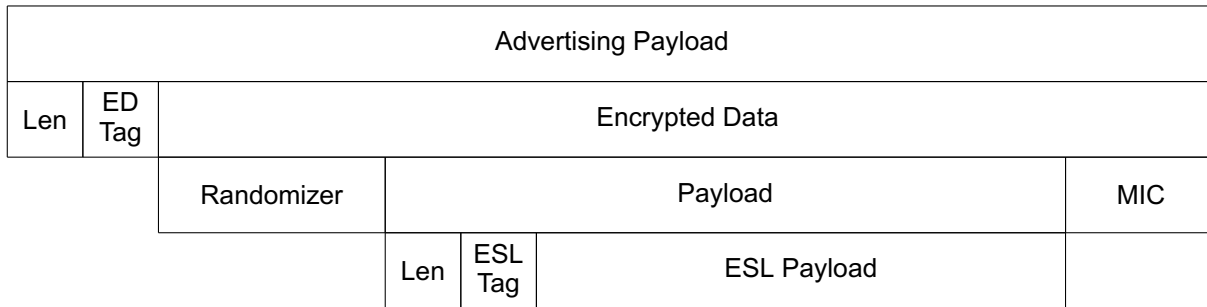 Advertising Payload
Len
ED
Tag
Encrypted Data
Randomizer
Payload
MIC
Len
ESL
Tag
ESL Payload